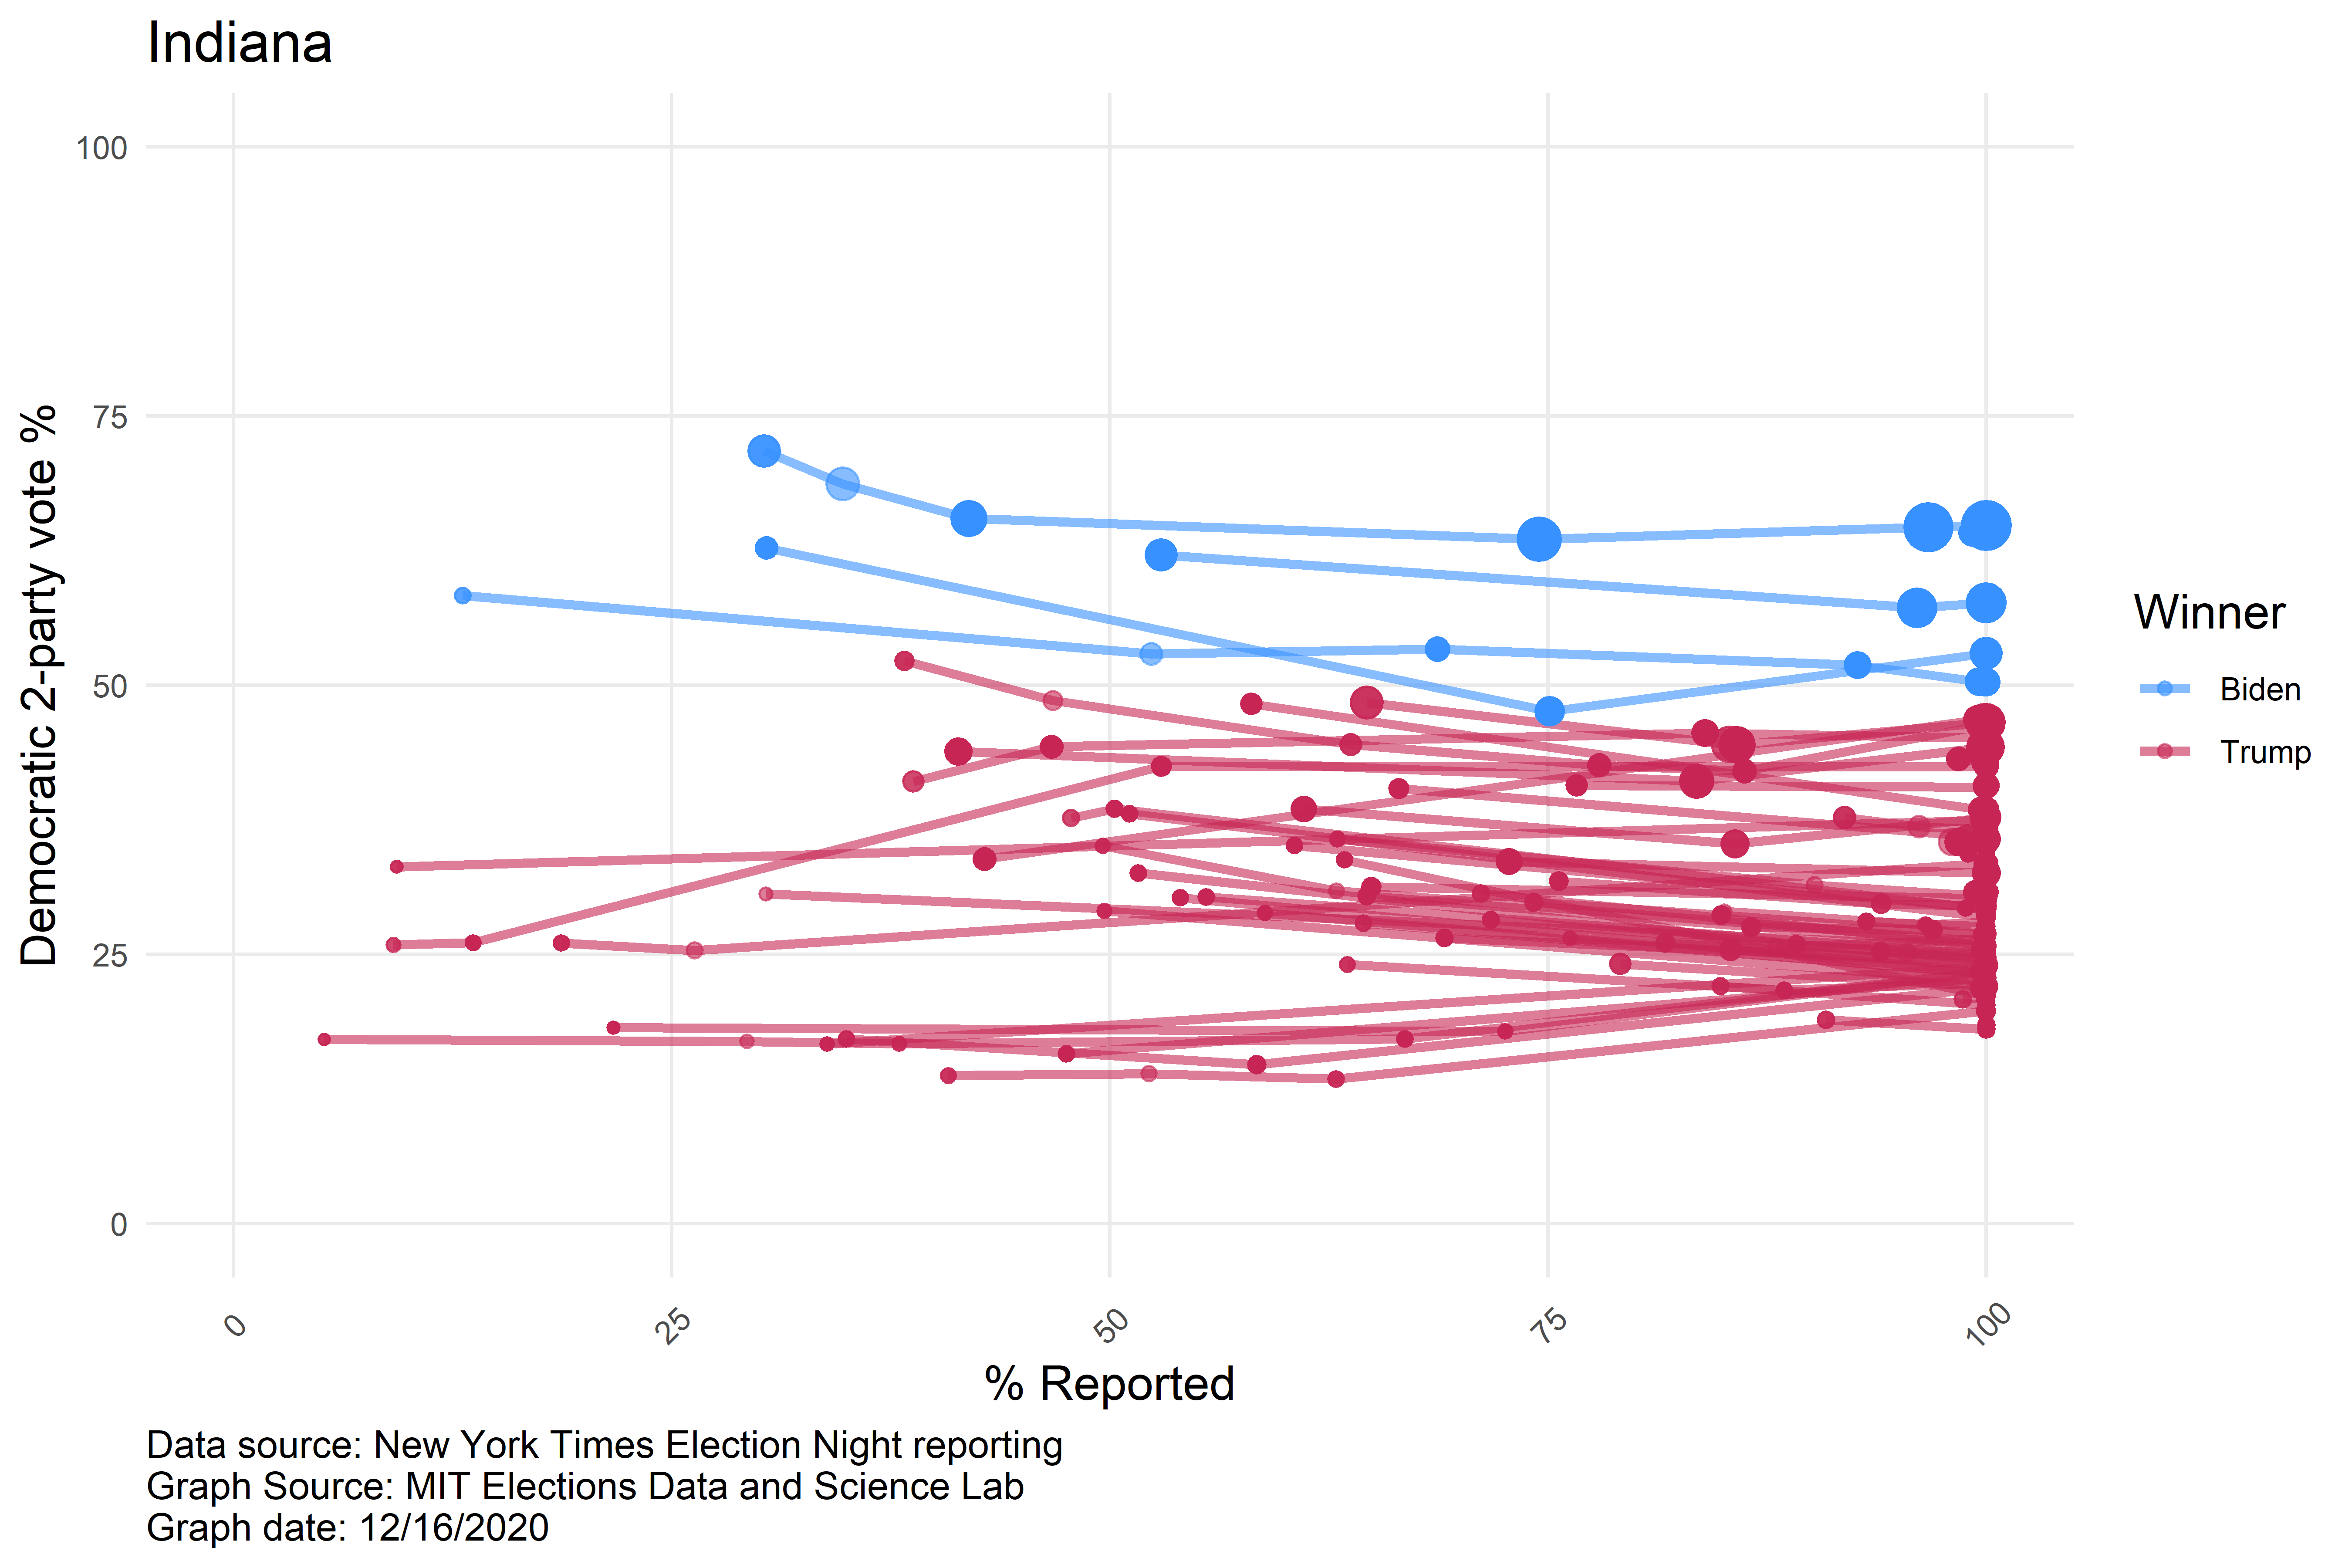 Indiana
100
75
50
25
0
Democratic 2-party vote %
0
25
50
75
100
% Reported
Winner
Biden
Trump
Data source: New York Times Election Night reporting
Graph Source: MIT Elections Data and Science Lab
Graph date: 12/16/2020